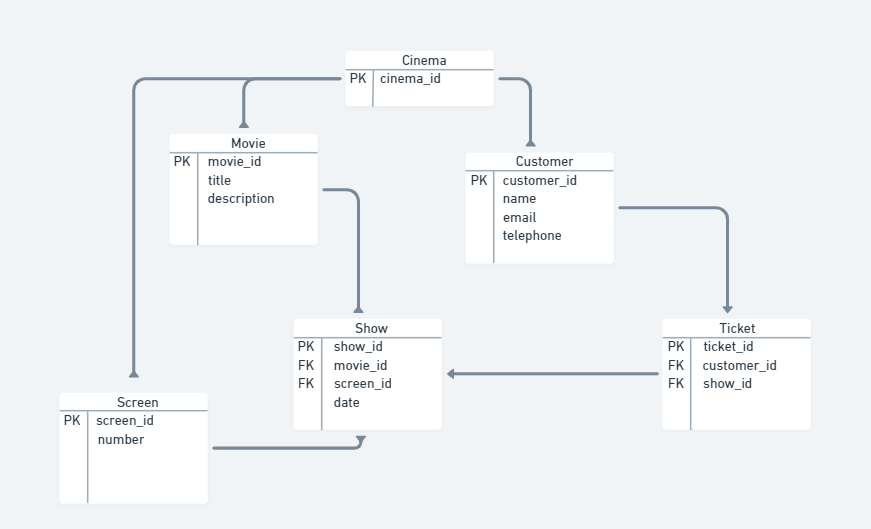 Cinema
PK cinema_id
Movie
PK movie_id
title
description
Customer
PK customer_id
name
email
telephone
Show
PK show_id
FK movie_id
FK screen_id
date
Ticket
PK ticket_id
FK customer_id
FK show_id
Screen
PK screen_id
number